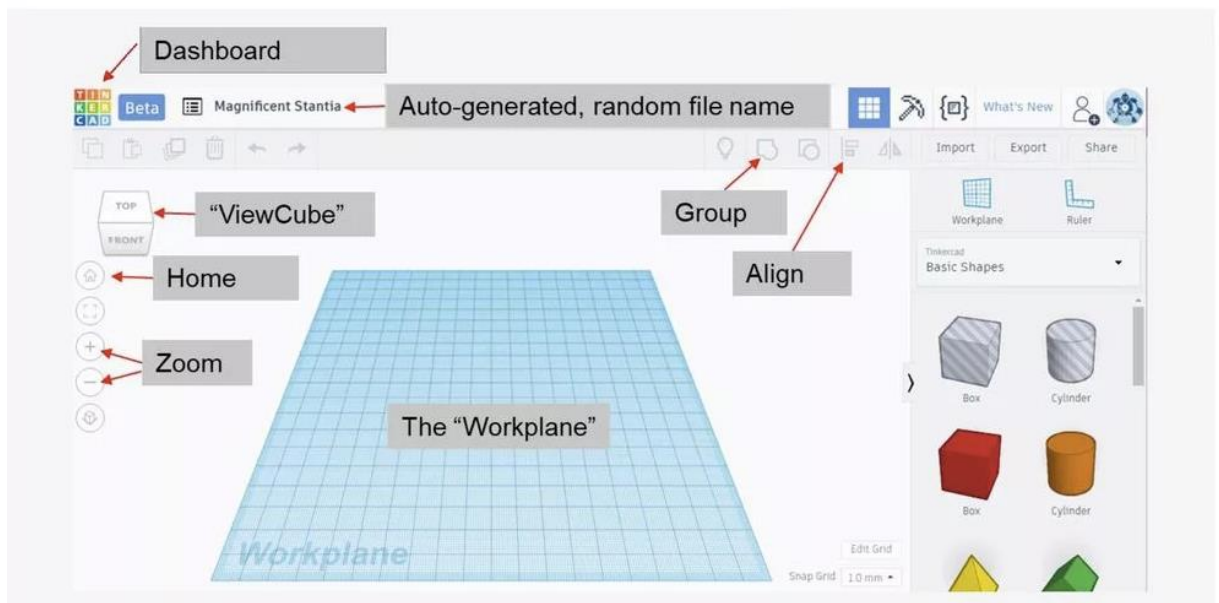 Dashboard
TIN
KER
CAD
Beta
Magnificent Stantia
Auto-generated, random file name
What's New
Import
Export
Share
TOP
FRONT
“ViewCube”
Group
Workplane
Ruler
Home
Align
Tinkercad
Basic Shapes
Zoom
Box
Cylinder
The “Workplane”
Box
Cylinder
Workplane
Edit Grid
Snap Grid
1.0 mm